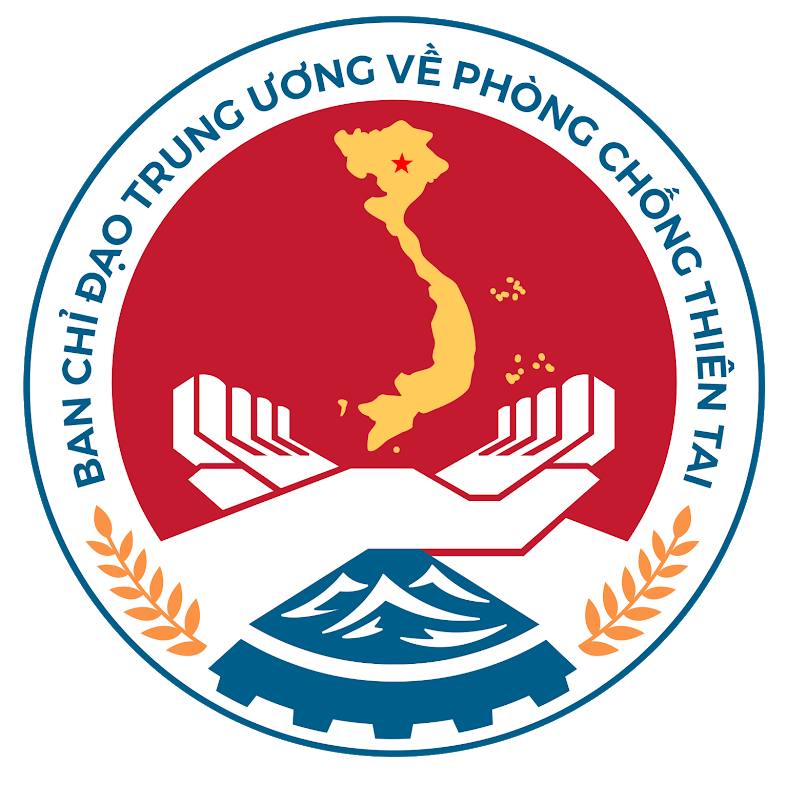 BAN CHỈ ĐẠO TRUNG ƯƠNG VỀ PHÒNG CHỐNG THIÊN TAI